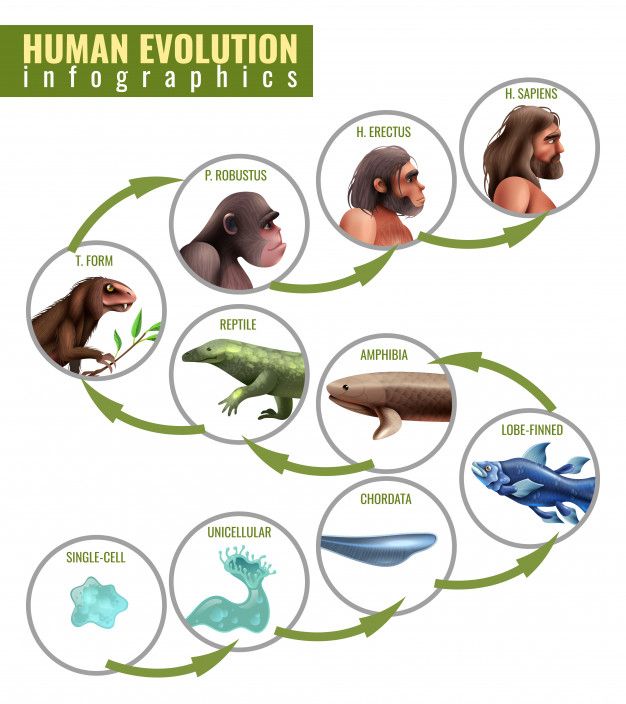 HUMAN EVOLUTION
infographics
H. SAPIENS
H. ERECTUS
P. ROBUSTUS
T. FORM
REPTILE
AMPHIBIA
LOBE-FINNED
CHORDATA
UNICELLULAR
SINGLE-CELL